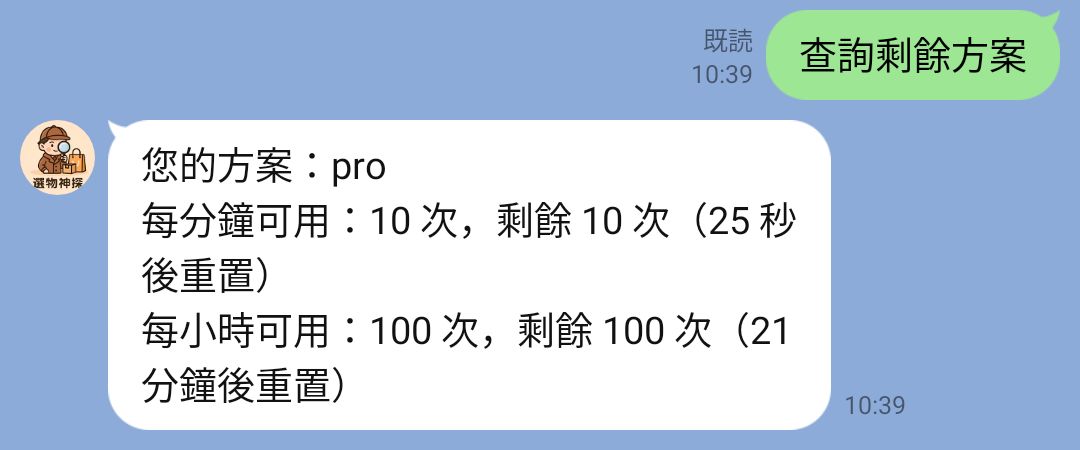 查詢剩餘方案
既読
10:39
選物神探
您的方案：pro
每分鐘可用：10 次，剩餘 10 次（25 秒
後重置）
每小時可用：100 次，剩餘 100 次（21
分鐘後重置）
10:39